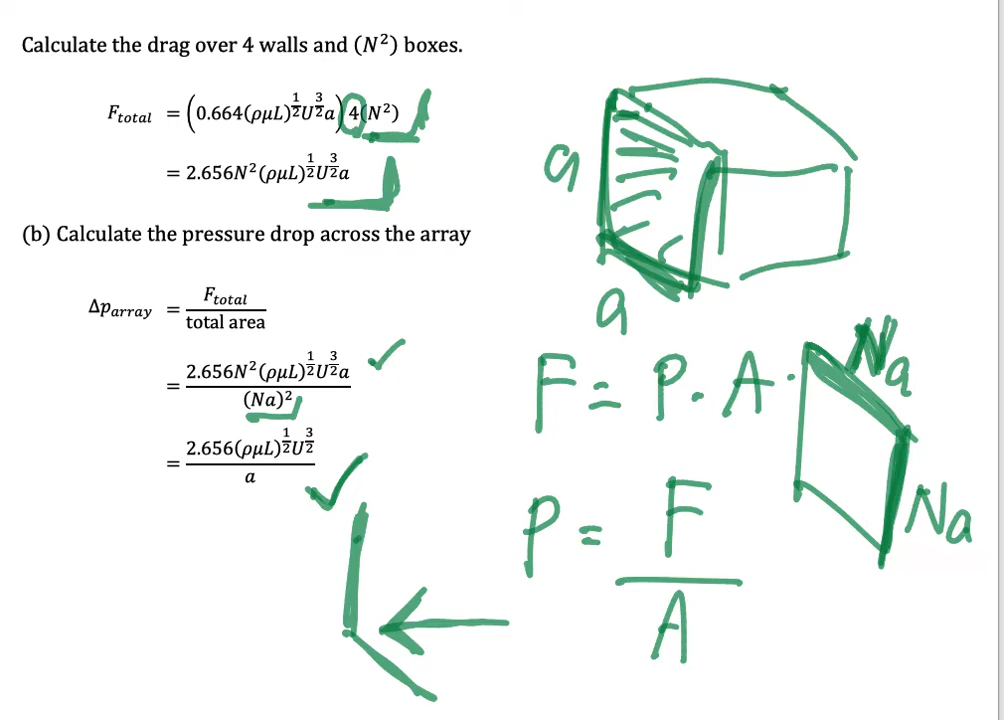 Calculate the drag over 4 walls and (N²) boxes.
F_total = (0.664(ρμL)^(1/2)U^(3/2)a)4(N²)
= 2.656N²(ρμL)^(1/2)U^(3/2)a
(b) Calculate the pressure drop across the array
Δp_array = F_total / total area
= 2.656N²(ρμL)^(1/2)U^(3/2)a / (Na)²
= 2.656(ρμL)^(1/2)U^(3/2) / a
a
a
F = P · A
Na
Na
P = F / A